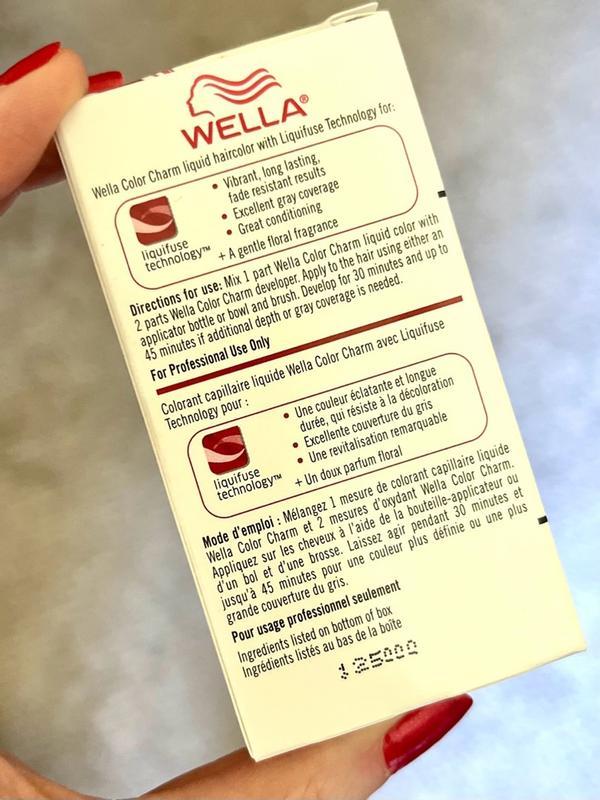 WELLA®
Wella Color Charm liquid haircolor with Liquifuse Technology for:
liquifuse
technology™
• Vibrant, long lasting,
fade resistant results
• Excellent gray coverage
• Great conditioning
+ A gentle floral fragrance
Directions for use: Mix 1 part Wella Color Charm liquid color with
2 parts Wella Color Charm developer. Apply to the hair using either an
applicator bottle or bowl and brush. Develop for 30 minutes and up to
45 minutes if additional depth or gray coverage is needed.
For Professional Use Only
Colorant capillaire liquide Wella Color Charm avec Liquifuse
Technology pour :
liquifuse
technology™
• Une couleur éclatante et longue
durée, qui résiste à la décoloration
• Excellente couverture du gris
• Une revitalisation remarquable
+ Un doux parfum floral
Mode d'emploi : Mélangez 1 mesure de colorant capillaire liquide
Wella Color Charm et 2 mesures d'oxydant Wella Color Charm.
Appliquez sur les cheveux à l'aide de la bouteille-applicateur ou
d'un bol et d'une brosse. Laissez agir pendant 30 minutes et
jusqu'à 45 minutes pour une couleur plus définie ou une plus
grande couverture du gris.
Pour usage professionnel seulement
Ingredients listed on bottom of box
Ingrédients listés au bas de la boîte